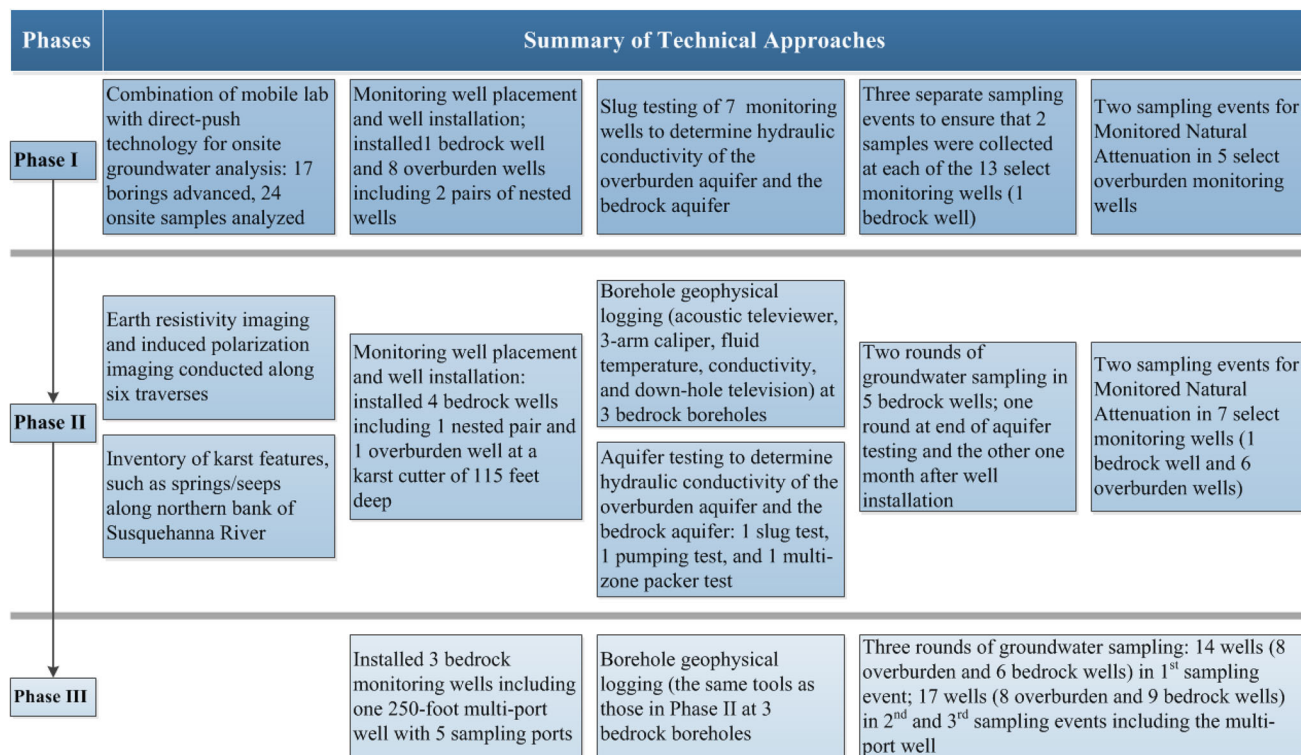 Phases
Summary of Technical Approaches
Phase I
Combination of mobile lab
with direct-push
technology for onsite
groundwater analysis: 17
borings advanced, 24
onsite samples analyzed
Monitoring well placement
and well installation;
installed1 bedrock well
and 8 overburden wells
including 2 pairs of nested
wells
Slug testing of 7 monitoring
wells to determine hydraulic
conductivity of the
overburden aquifer and the
bedrock aquifer
Three separate sampling
events to ensure that 2
samples were collected
at each of the 13 select
monitoring wells (1
bedrock well)
Two sampling events for
Monitored Natural
Attenuation in 5 select
overburden monitoring
wells
Phase II
Earth resistivity imaging
and induced polarization
imaging conducted along
six traverses
Inventory of karst features,
such as springs/seeps
along northern bank of
Susquehanna River
Monitoring well placement
and well installation:
installed 4 bedrock wells
including 1 nested pair and
1 overburden well at a
karst cutter of 115 feet
deep
Borehole geophysical
logging (acoustic televiewer,
3-arm caliper, fluid
temperature, conductivity,
and down-hole television) at
3 bedrock boreholes
Aquifer testing to determine
hydraulic conductivity of the
overburden aquifer and the
bedrock aquifer: 1 slug test,
1 pumping test, and 1 multi-
zone packer test
Two rounds of
groundwater sampling in
5 bedrock wells; one
round at end of aquifer
testing and the other one
month after well
installation
Two sampling events for
Monitored Natural
Attenuation in 7 select
monitoring wells (1
bedrock well and 6
overburden wells)
Phase III
Installed 3 bedrock
monitoring wells including
one 250-foot multi-port
well with 5 sampling ports
Borehole geophysical
logging (the same tools as
those in Phase II at 3
bedrock boreholes
Three rounds of groundwater sampling: 14 wells (8
overburden and 6 bedrock wells) in 1st sampling
event; 17 wells (8 overburden and 9 bedrock wells)
in 2nd and 3rd sampling events including the multi-
port well